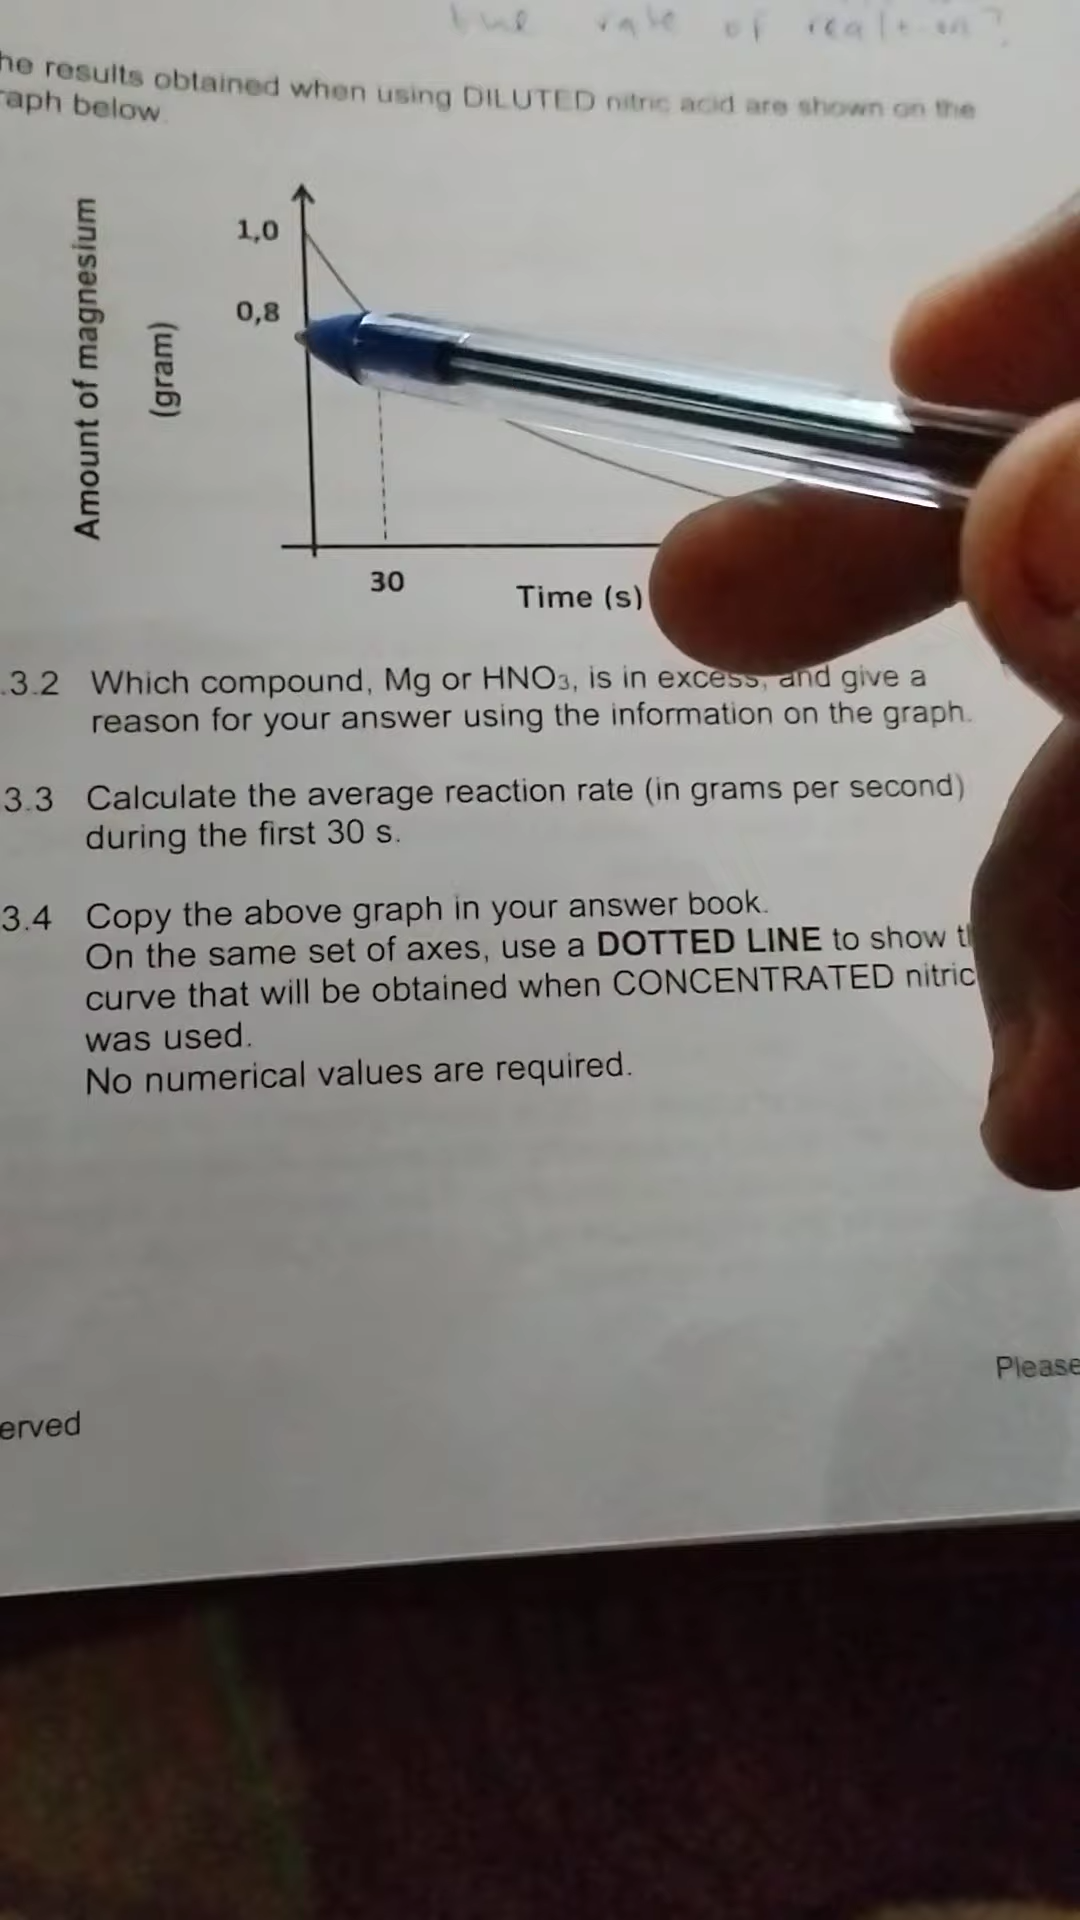 the rate of
he results obtained when using DILUTED nitric acid are shown on the
raph below.
Amount of magnesium
(gram)
1,0
0,8
30
Time (s)
.3.2 Which compound, Mg or HNO₃, is in excess, and give a
reason for your answer using the information on the graph.
3.3 Calculate the average reaction rate (in grams per second)
during the first 30 s.
3.4 Copy the above graph in your answer book.
On the same set of axes, use a DOTTED LINE to show th
curve that will be obtained when CONCENTRATED nitric
was used.
No numerical values are required.
Please
erved